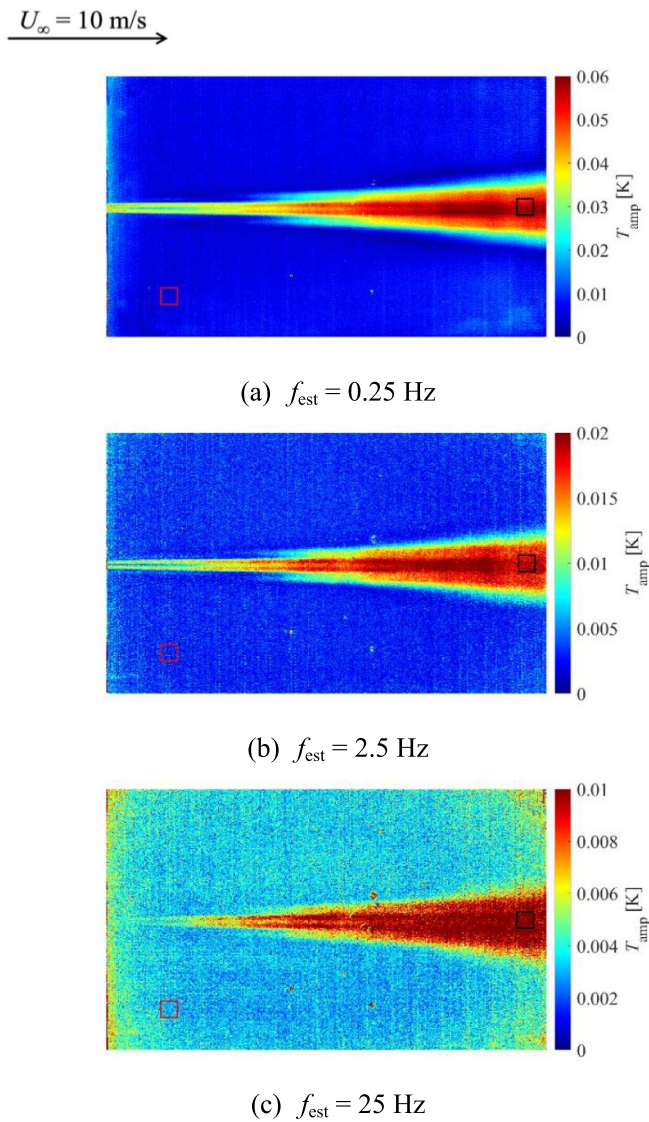 U∞ = 10 m/s
0.06
0.05
0.04
0.03
0.02
0.01
0
Tamp [K]
(a) fest = 0.25 Hz
0.02
0.015
0.01
0.005
0
Tamp [K]
(b) fest = 2.5 Hz
0.01
0.008
0.006
0.004
0.002
0
Tamp [K]
(c) fest = 25 Hz